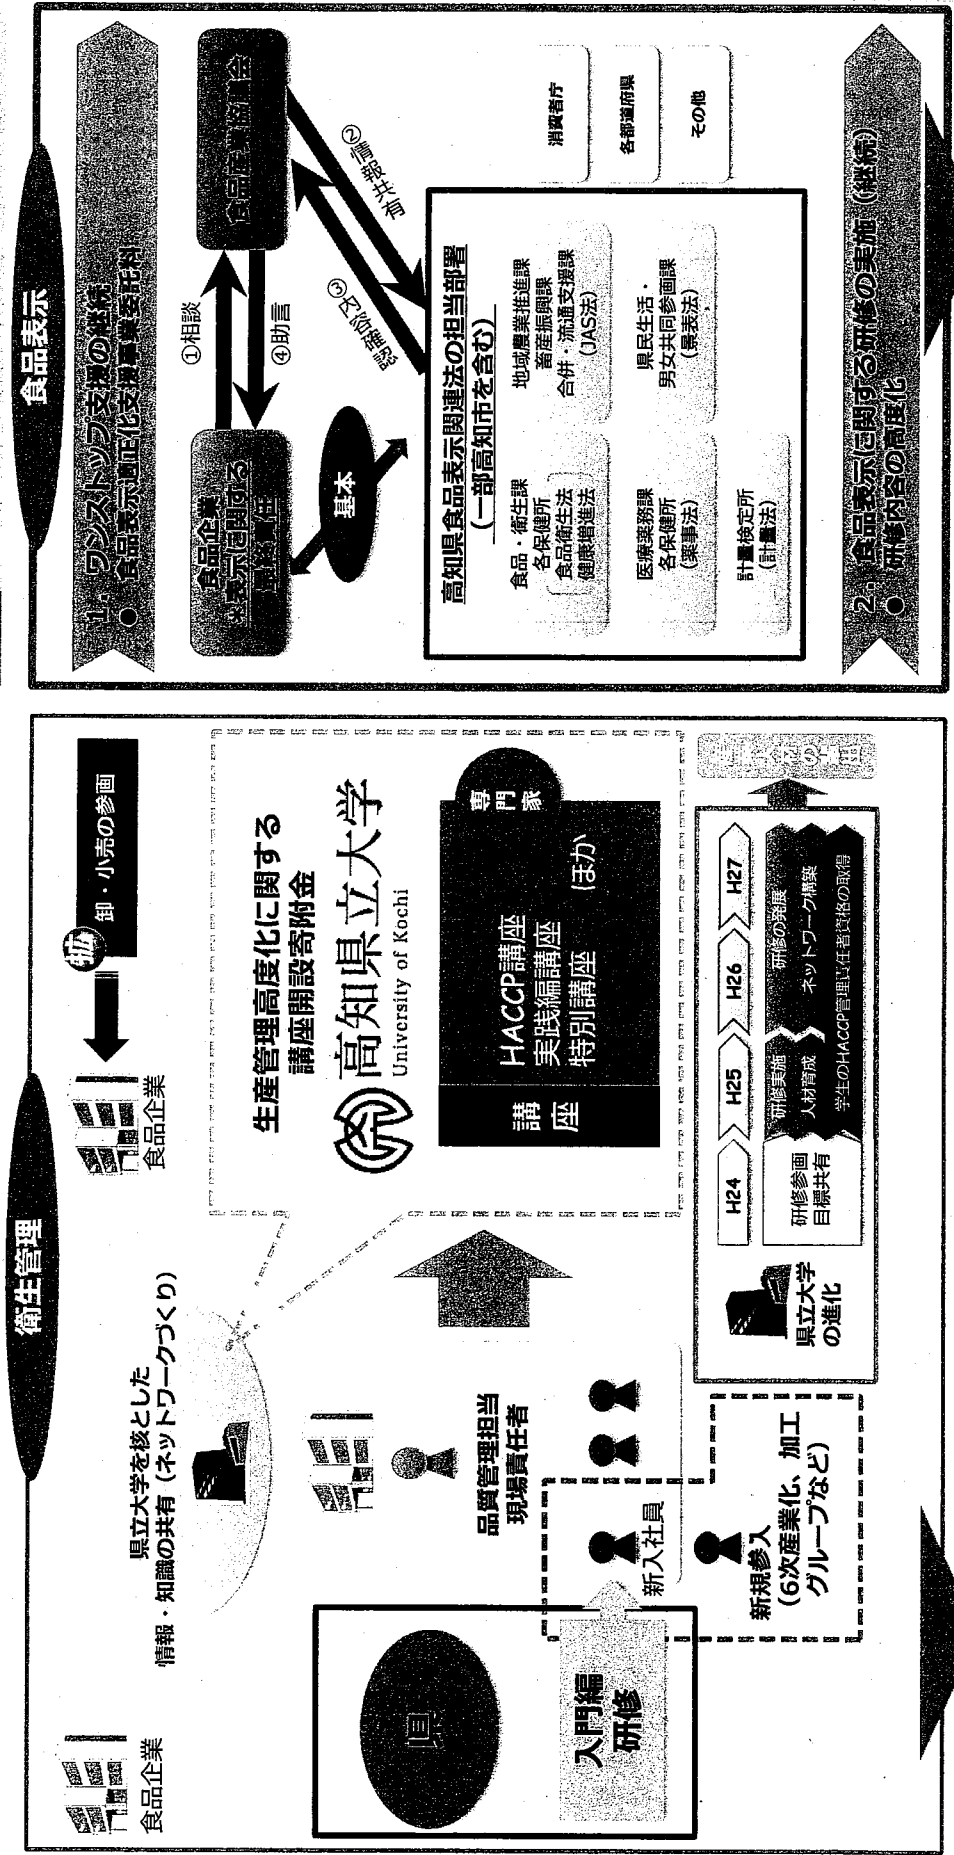 衛生管理
食品企業
県立大学を核とした
情報・知識の共有（ネットワークづくり）
食品企業
拡
卸・小売の参画
県
入門編
研修
品質管理担当
現場責任者
新入社員
新規参入
（6次産業化、加工
グループなど）
生産管理高度化に関する
講座開設寄附金
高知県立大学
University of Kochi
講座
HACCP講座
実践編講座
特別講座 ほか
専門家
県立大学
の進化
H24
H25
H26
H27
研修参画
目標共有
研修実施
研修の発展
人材育成
ネットワーク構築
学生のHACCP管理責任者資格の取得
食品表示
1．ワンストップ支援の継続
● 食品表示適正化支援事業委託料
食品企業
※表示に関する
最終責任
①相談
④助言
食品産業協議会
②情報共有
③内容確認
基本
高知県食品表示関連法の担当部署
（一部高知市を含む）
食品・衛生課
各保健所
食品衛生法
健康増進法
地域農業推進課
畜産振興課
合併・流通支援課
（JAS法）
医療薬務課
各保健所
（薬事法）
県民生活・
男女共同参画課
（景表法）
計量検定所
（計量法）
消費者庁
各都道府県
その他
2．食品表示に関する研修の実施（継続）
● 研修内容の高度化